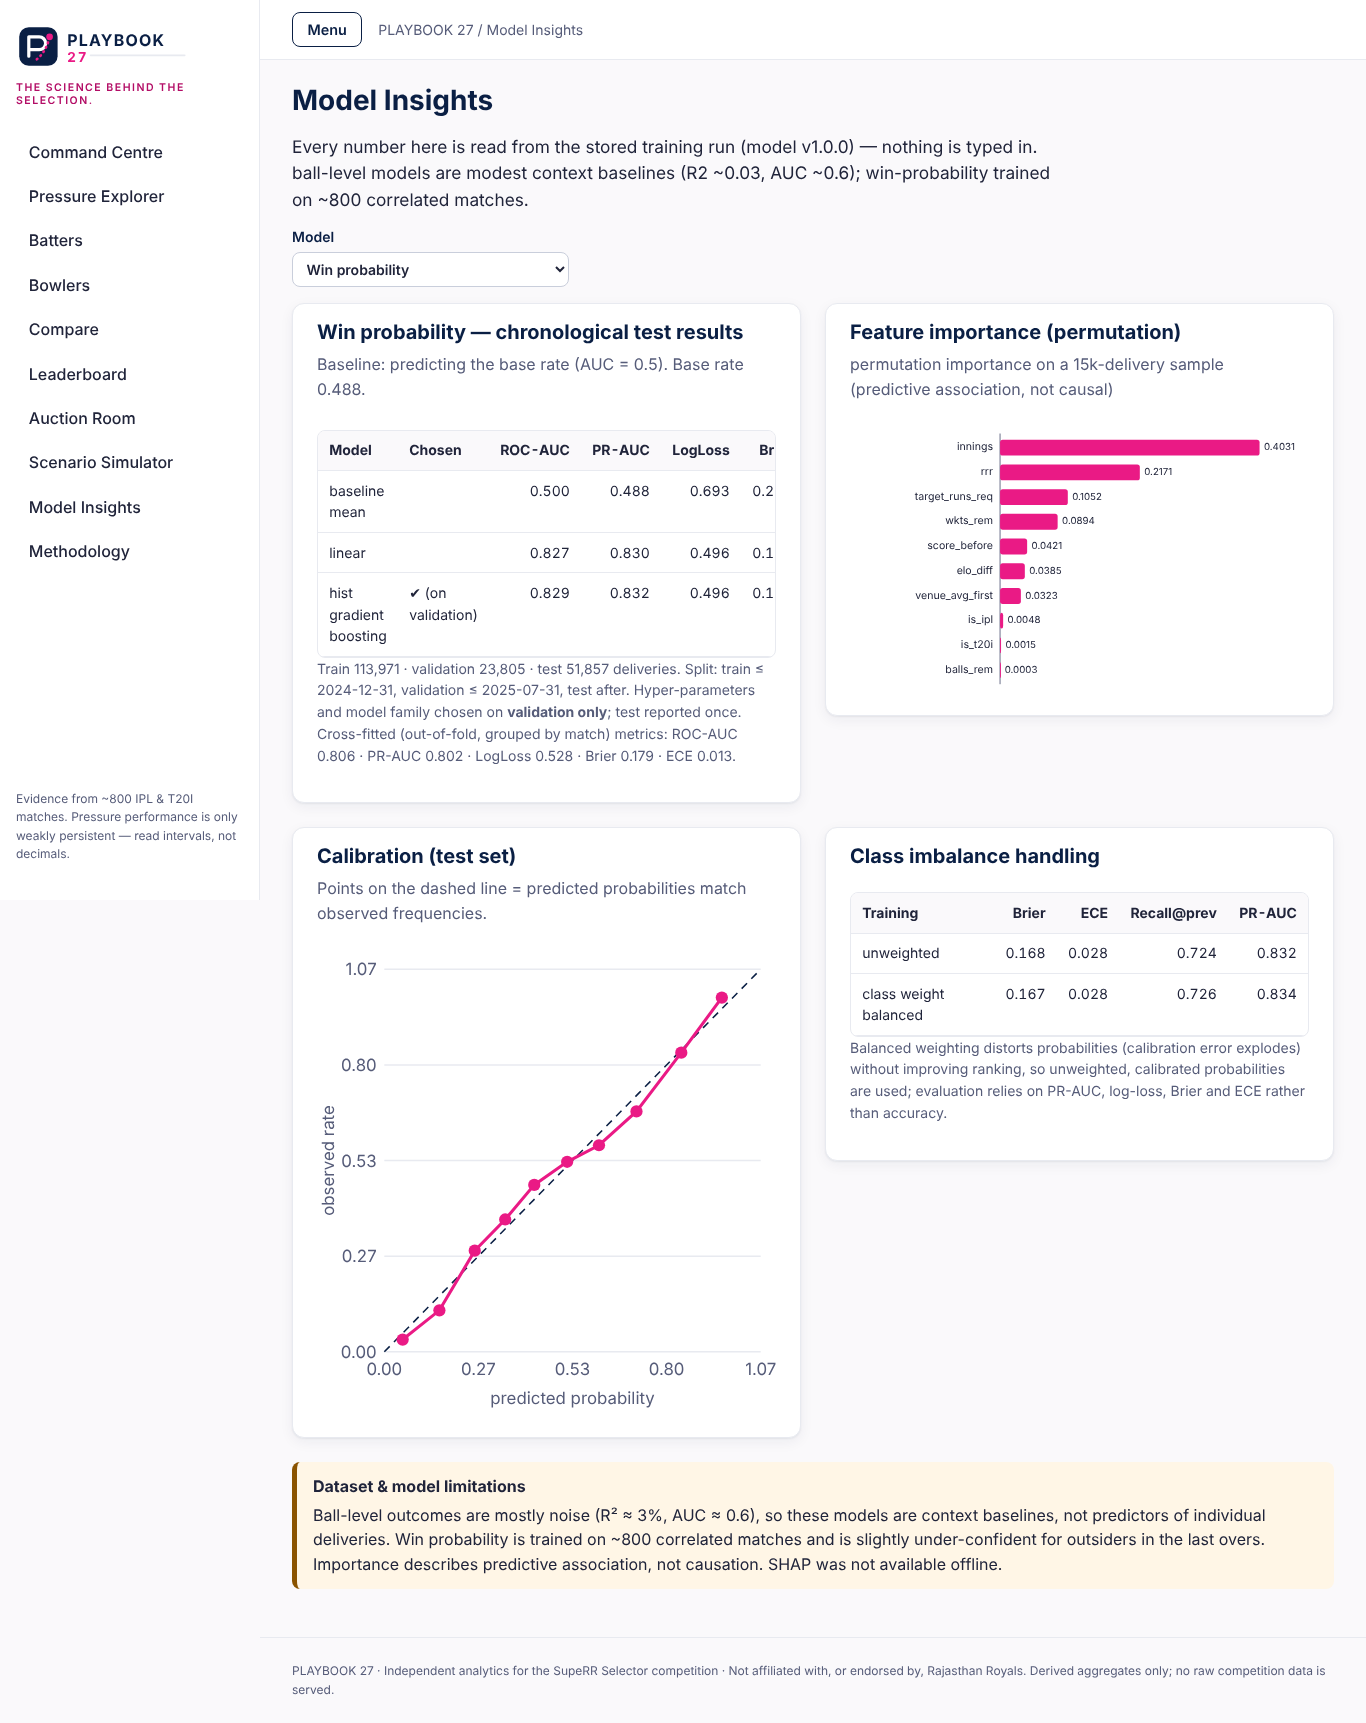 PLAYBOOK
27
THE SCIENCE BEHIND THE
SELECTION.
Command Centre
Pressure Explorer
Batters
Bowlers
Compare
Leaderboard
Auction Room
Scenario Simulator
Model Insights
Methodology
Evidence from ~800 IPL & T20I
matches. Pressure performance is only
weakly persistent — read intervals, not
decimals.
Menu PLAYBOOK 27 / Model Insights
Model Insights
Every number here is read from the stored training run (model v1.0.0) — nothing is typed in.
ball-level models are modest context baselines (R2 ~0.03, AUC ~0.6); win-probability trained
on ~800 correlated matches.
Model
Win probability
Win probability — chronological test results
Baseline: predicting the base rate (AUC = 0.5). Base rate
0.488.
Model Chosen ROC-AUC PR-AUC LogLoss Br
baseline 0.500 0.488 0.693 0.2
mean
linear 0.827 0.830 0.496 0.1
hist ✔ (on 0.829 0.832 0.496 0.1
gradient validation)
boosting
Train 113,971 · validation 23,805 · test 51,857 deliveries. Split: train ≤
2024-12-31, validation ≤ 2025-07-31, test after. Hyper-parameters
and model family chosen on validation only; test reported once.
Cross-fitted (out-of-fold, grouped by match) metrics: ROC-AUC
0.806 · PR-AUC 0.802 · LogLoss 0.528 · Brier 0.179 · ECE 0.013.
Feature importance (permutation)
permutation importance on a 15k-delivery sample
(predictive association, not causal)
innings 0.4031
rrr 0.2171
target_runs_req 0.1052
wkts_rem 0.0894
score_before 0.0421
elo_diff 0.0385
venue_avg_first 0.0323
is_ipl 0.0048
is_t20i 0.0015
balls_rem 0.0003
Calibration (test set)
Points on the dashed line = predicted probabilities match
observed frequencies.
1.07
0.80
0.53
0.27
0.00
observed rate
0.00 0.27 0.53 0.80 1.07
predicted probability
Class imbalance handling
Training Brier ECE Recall@prev PR-AUC
unweighted 0.168 0.028 0.724 0.832
class weight 0.167 0.028 0.726 0.834
balanced
Balanced weighting distorts probabilities (calibration error explodes)
without improving ranking, so unweighted, calibrated probabilities
are used; evaluation relies on PR-AUC, log-loss, Brier and ECE rather
than accuracy.
Dataset & model limitations
Ball-level outcomes are mostly noise (R² ≈ 3%, AUC ≈ 0.6), so these models are context baselines, not predictors of individual
deliveries. Win probability is trained on ~800 correlated matches and is slightly under-confident for outsiders in the last overs.
Importance describes predictive association, not causation. SHAP was not available offline.
PLAYBOOK 27 · Independent analytics for the SupeRR Selector competition · Not affiliated with, or endorsed by, Rajasthan Royals. Derived aggregates only; no raw competition data is
served.